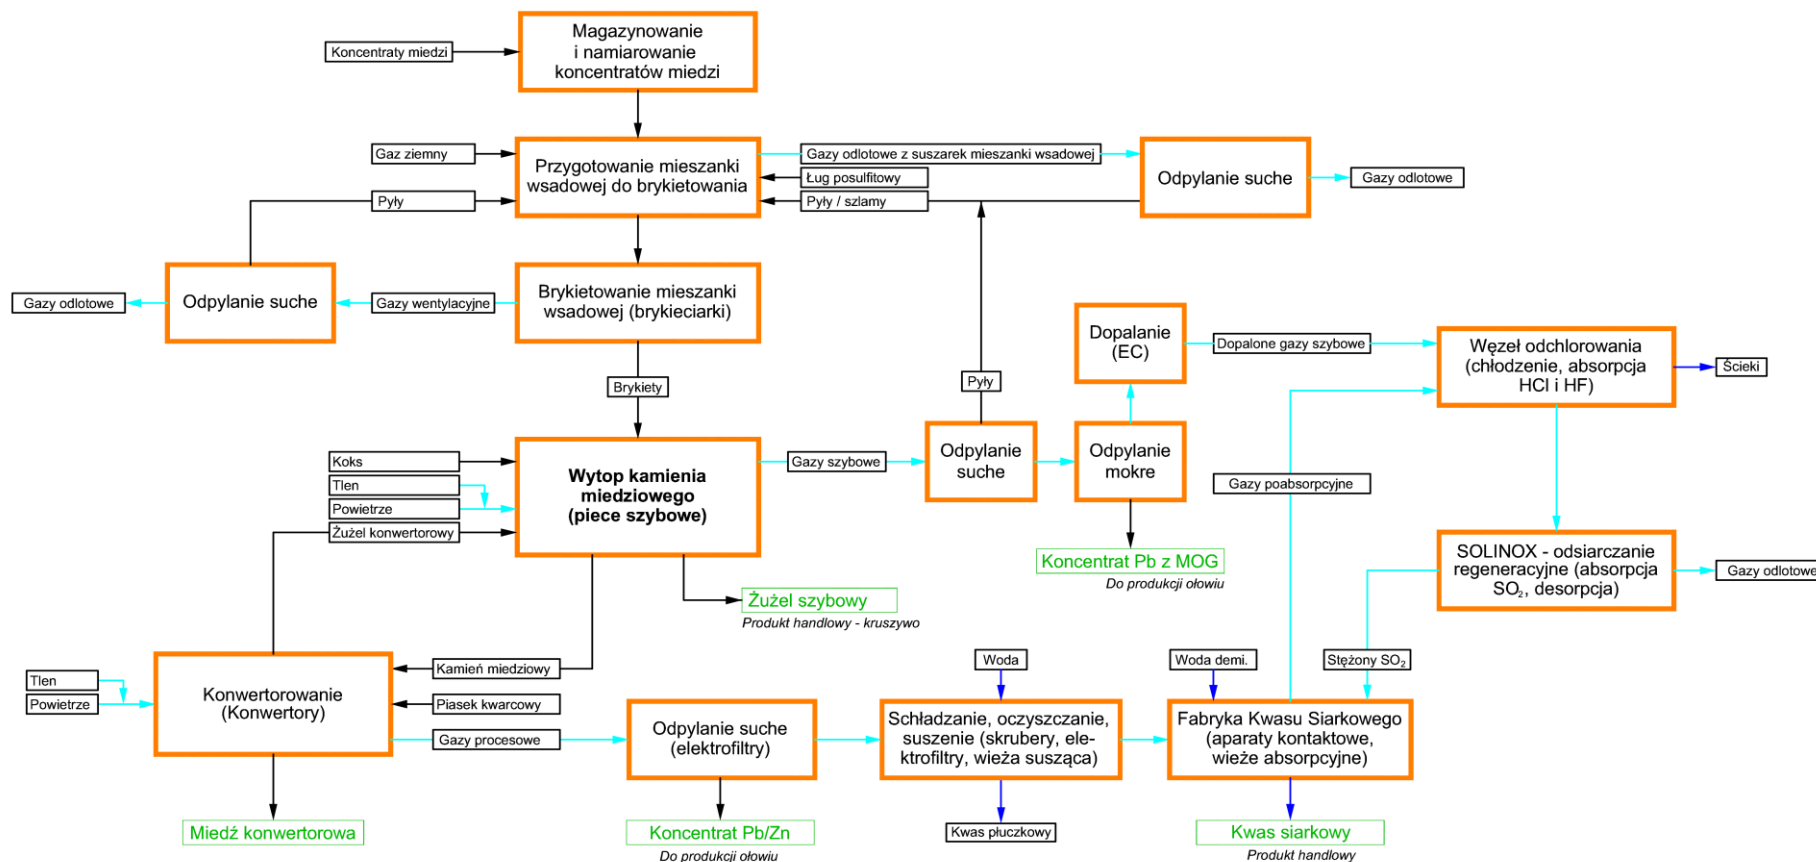 Magazynowanie
i namiarowanie
koncentratów miedzi
Koncentraty miedzi
Gaz ziemny
Przygotowanie mieszanki
wsadowej do brykietowania
Gazy odlotowe z suszarek mieszanki wsadowej
Ług posulfitowy
Pyły / szlamy
Odpylanie suche
Gazy odlotowe
Pyły
Gazy odlotowe
Odpylanie suche
Gazy wentylacyjne
Brykietowanie mieszanki
wsadowej (brykieciarki)
Dopalanie
(EC)
Dopalone gazy szybowe
Węzeł odchlorowania
(chłodzenie, absorpcja
HCl i HF)
Ścieki
Brykiety
Pyły
Koks
Tlen
Powietrze
Żużel konwertorowy
Wytop kamienia
miedziowego
(piece szybowe)
Gazy szybowe
Odpylanie
suche
Odpylanie
mokre
Gazy poabsorpcyjne
Koncentrat Pb z MOG
Do produkcji ołowiu
SOLINOX - odsiarczanie
regeneracyjne (absorpcja
SO₂, desorpcja)
Gazy odlotowe
Żużel szybowy
Produkt handlowy - kruszywo
Tlen
Powietrze
Konwertorowanie
(Konwertory)
Kamień miedziowy
Piasek kwarcowy
Gazy procesowe
Woda
Woda demi.
Stężony SO₂
Odpylanie suche
(elektrofiltry)
Schładzanie, oczyszczanie,
suszenie (skrubery, ele-
ktrofiltry, wieża susząca)
Fabryka Kwasu Siarkowego
(aparaty kontaktowe,
wieże absorpcyjne)
Miedź konwertorowa
Koncentrat Pb/Zn
Do produkcji ołowiu
Kwas płuczkowy
Kwas siarkowy
Produkt handlowy